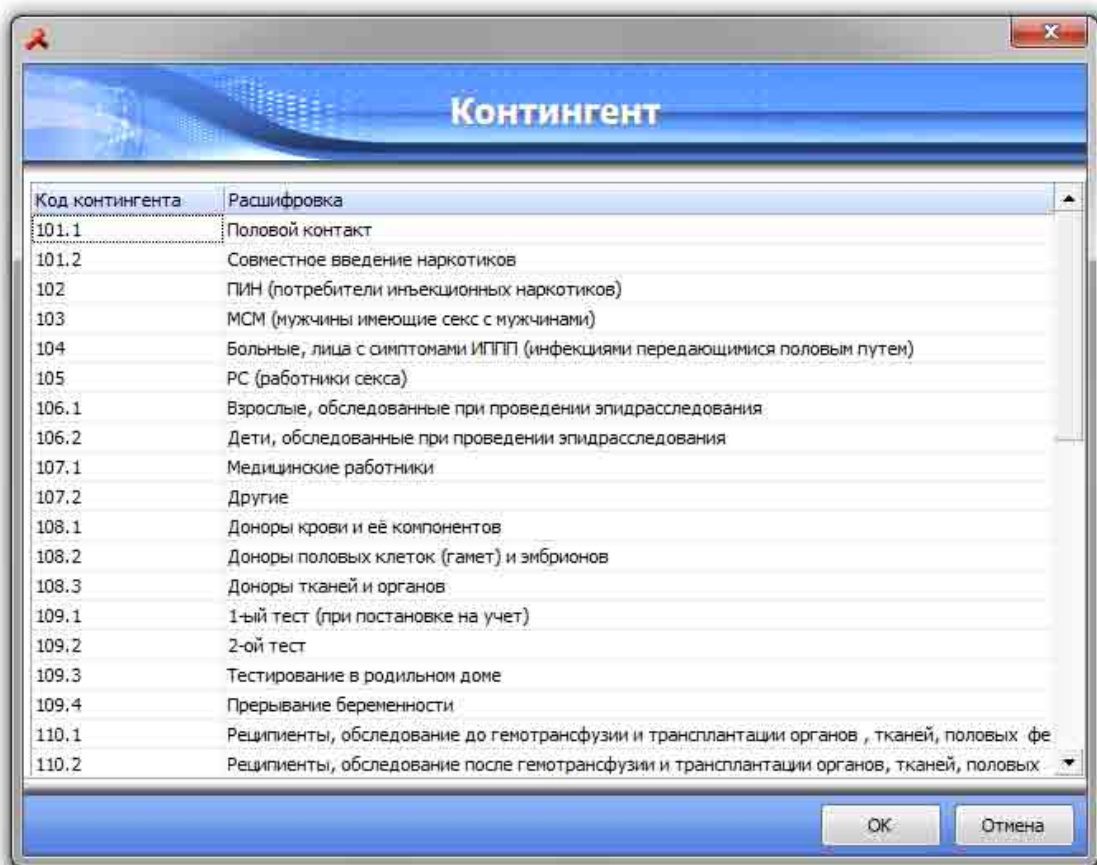 Контингент
Код контингента Расшифровка
101.1 Половой контакт
101.2 Совместное введение наркотиков
102 ПИН (потребители инъекционных наркотиков)
103 МСМ (мужчины имеющие секс с мужчинами)
104 Больные, лица с симптомами ИППП (инфекциями передающимися половым путем)
105 РС (работники секса)
106.1 Взрослые, обследованные при проведении эпидрасследования
106.2 Дети, обследованные при проведении эпидрасследования
107.1 Медицинские работники
107.2 Другие
108.1 Доноры крови и её компонентов
108.2 Доноры половых клеток (гамет) и эмбрионов
108.3 Доноры тканей и органов
109.1 1-ый тест (при постановке на учет)
109.2 2-ой тест
109.3 Тестирование в родильном доме
109.4 Прерывание беременности
110.1 Реципиенты, обследование до гемотрансфузии и трансплантации органов , тканей, половых фе
110.2 Реципиенты, обследование после гемотрансфузии и трансплантации органов, тканей, половых
OK Отмена